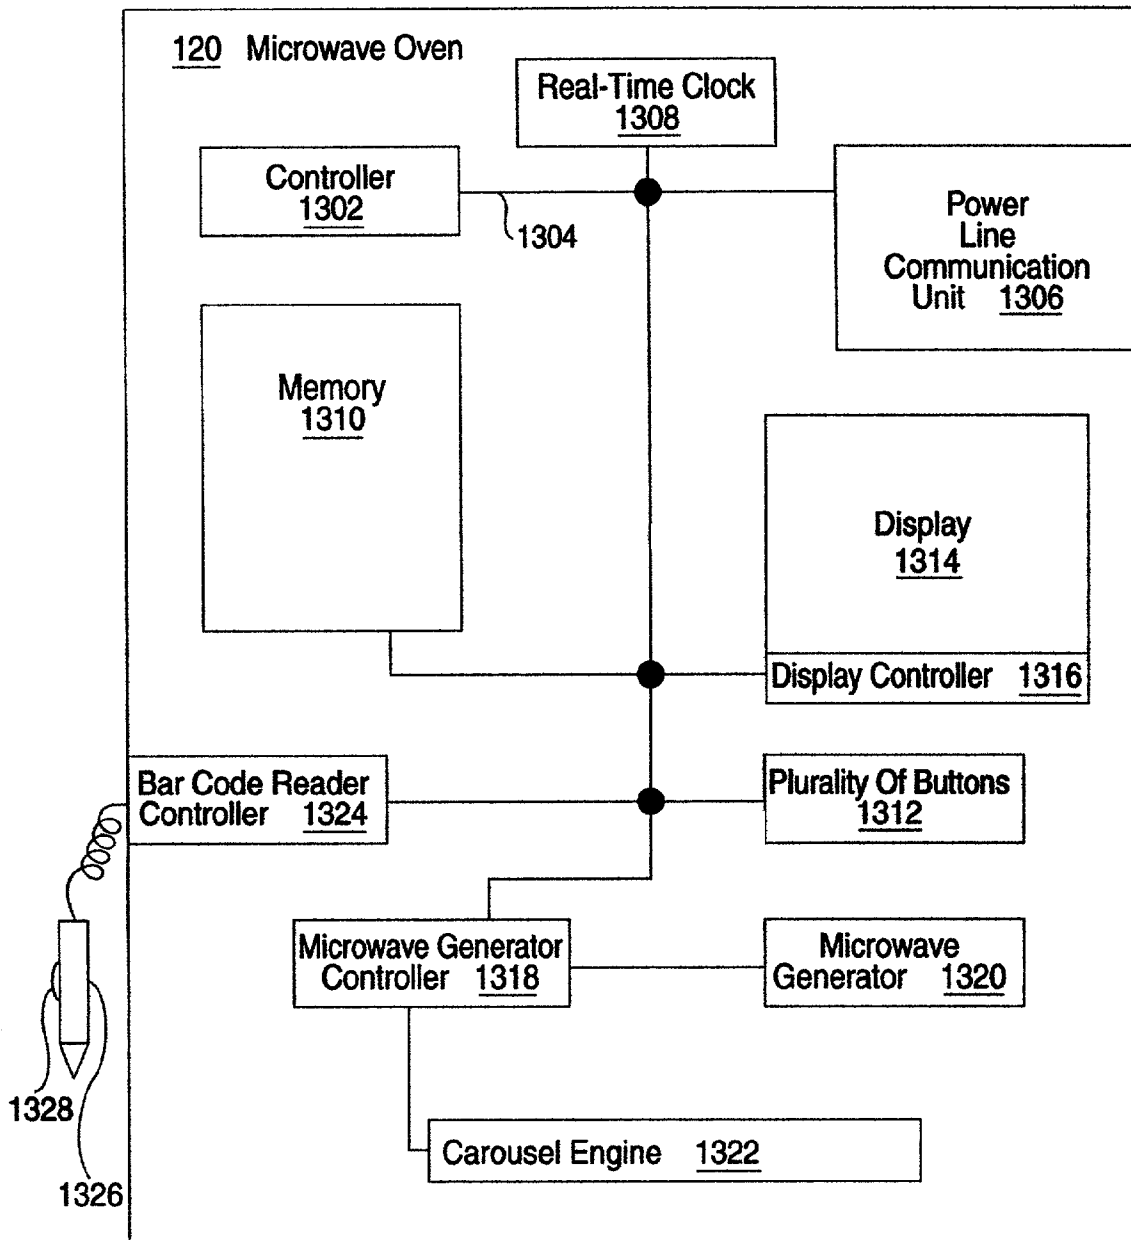 120 Microwave Oven
Real-Time Clock
1308
Controller
1302
1304
Power
Line
Communication
Unit 1306
Memory
1310
Display
1314
Display Controller 1316
Bar Code Reader
Controller 1324
Plurality Of Buttons
1312
Microwave Generator
Controller 1318
Microwave
Generator 1320
1328
1326
Carousel Engine 1322